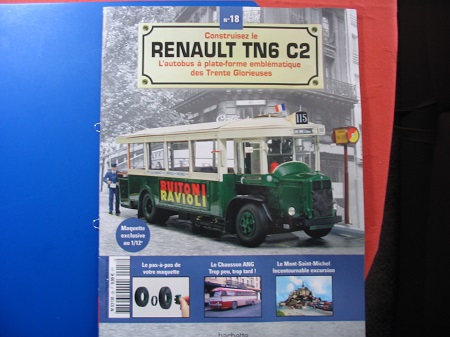 n°18
Construisez le
RENAULT TN6 C2
L'autobus à plate-forme emblématique
des Trente Glorieuses
115
BUITONI
RAVIOLI
Maquette
exclusive
au 1/12e
Le pas-à-pas de
votre maquette
Le Chausson ANG
Trop peu, trop tard !
Le Mont-Saint-Michel
Incontournable excursion
hachette